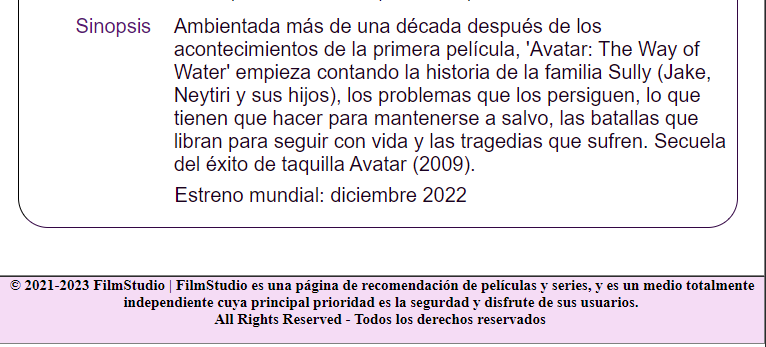 Sinopsis Ambientada más de una década después de los
acontecimientos de la primera película, 'Avatar: The Way of
Water' empieza contando la historia de la familia Sully (Jake,
Neytiri y sus hijos), los problemas que los persiguen, lo que
tienen que hacer para mantenerse a salvo, las batallas que
libran para seguir con vida y las tragedias que sufren. Secuela
del éxito de taquilla Avatar (2009).
Estreno mundial: diciembre 2022
© 2021-2023 FilmStudio | FilmStudio es una página de recomendación de películas y series, y es un medio totalmente
independiente cuya principal prioridad es la segurdad y disfrute de sus usuarios.
All Rights Reserved - Todos los derechos reservados